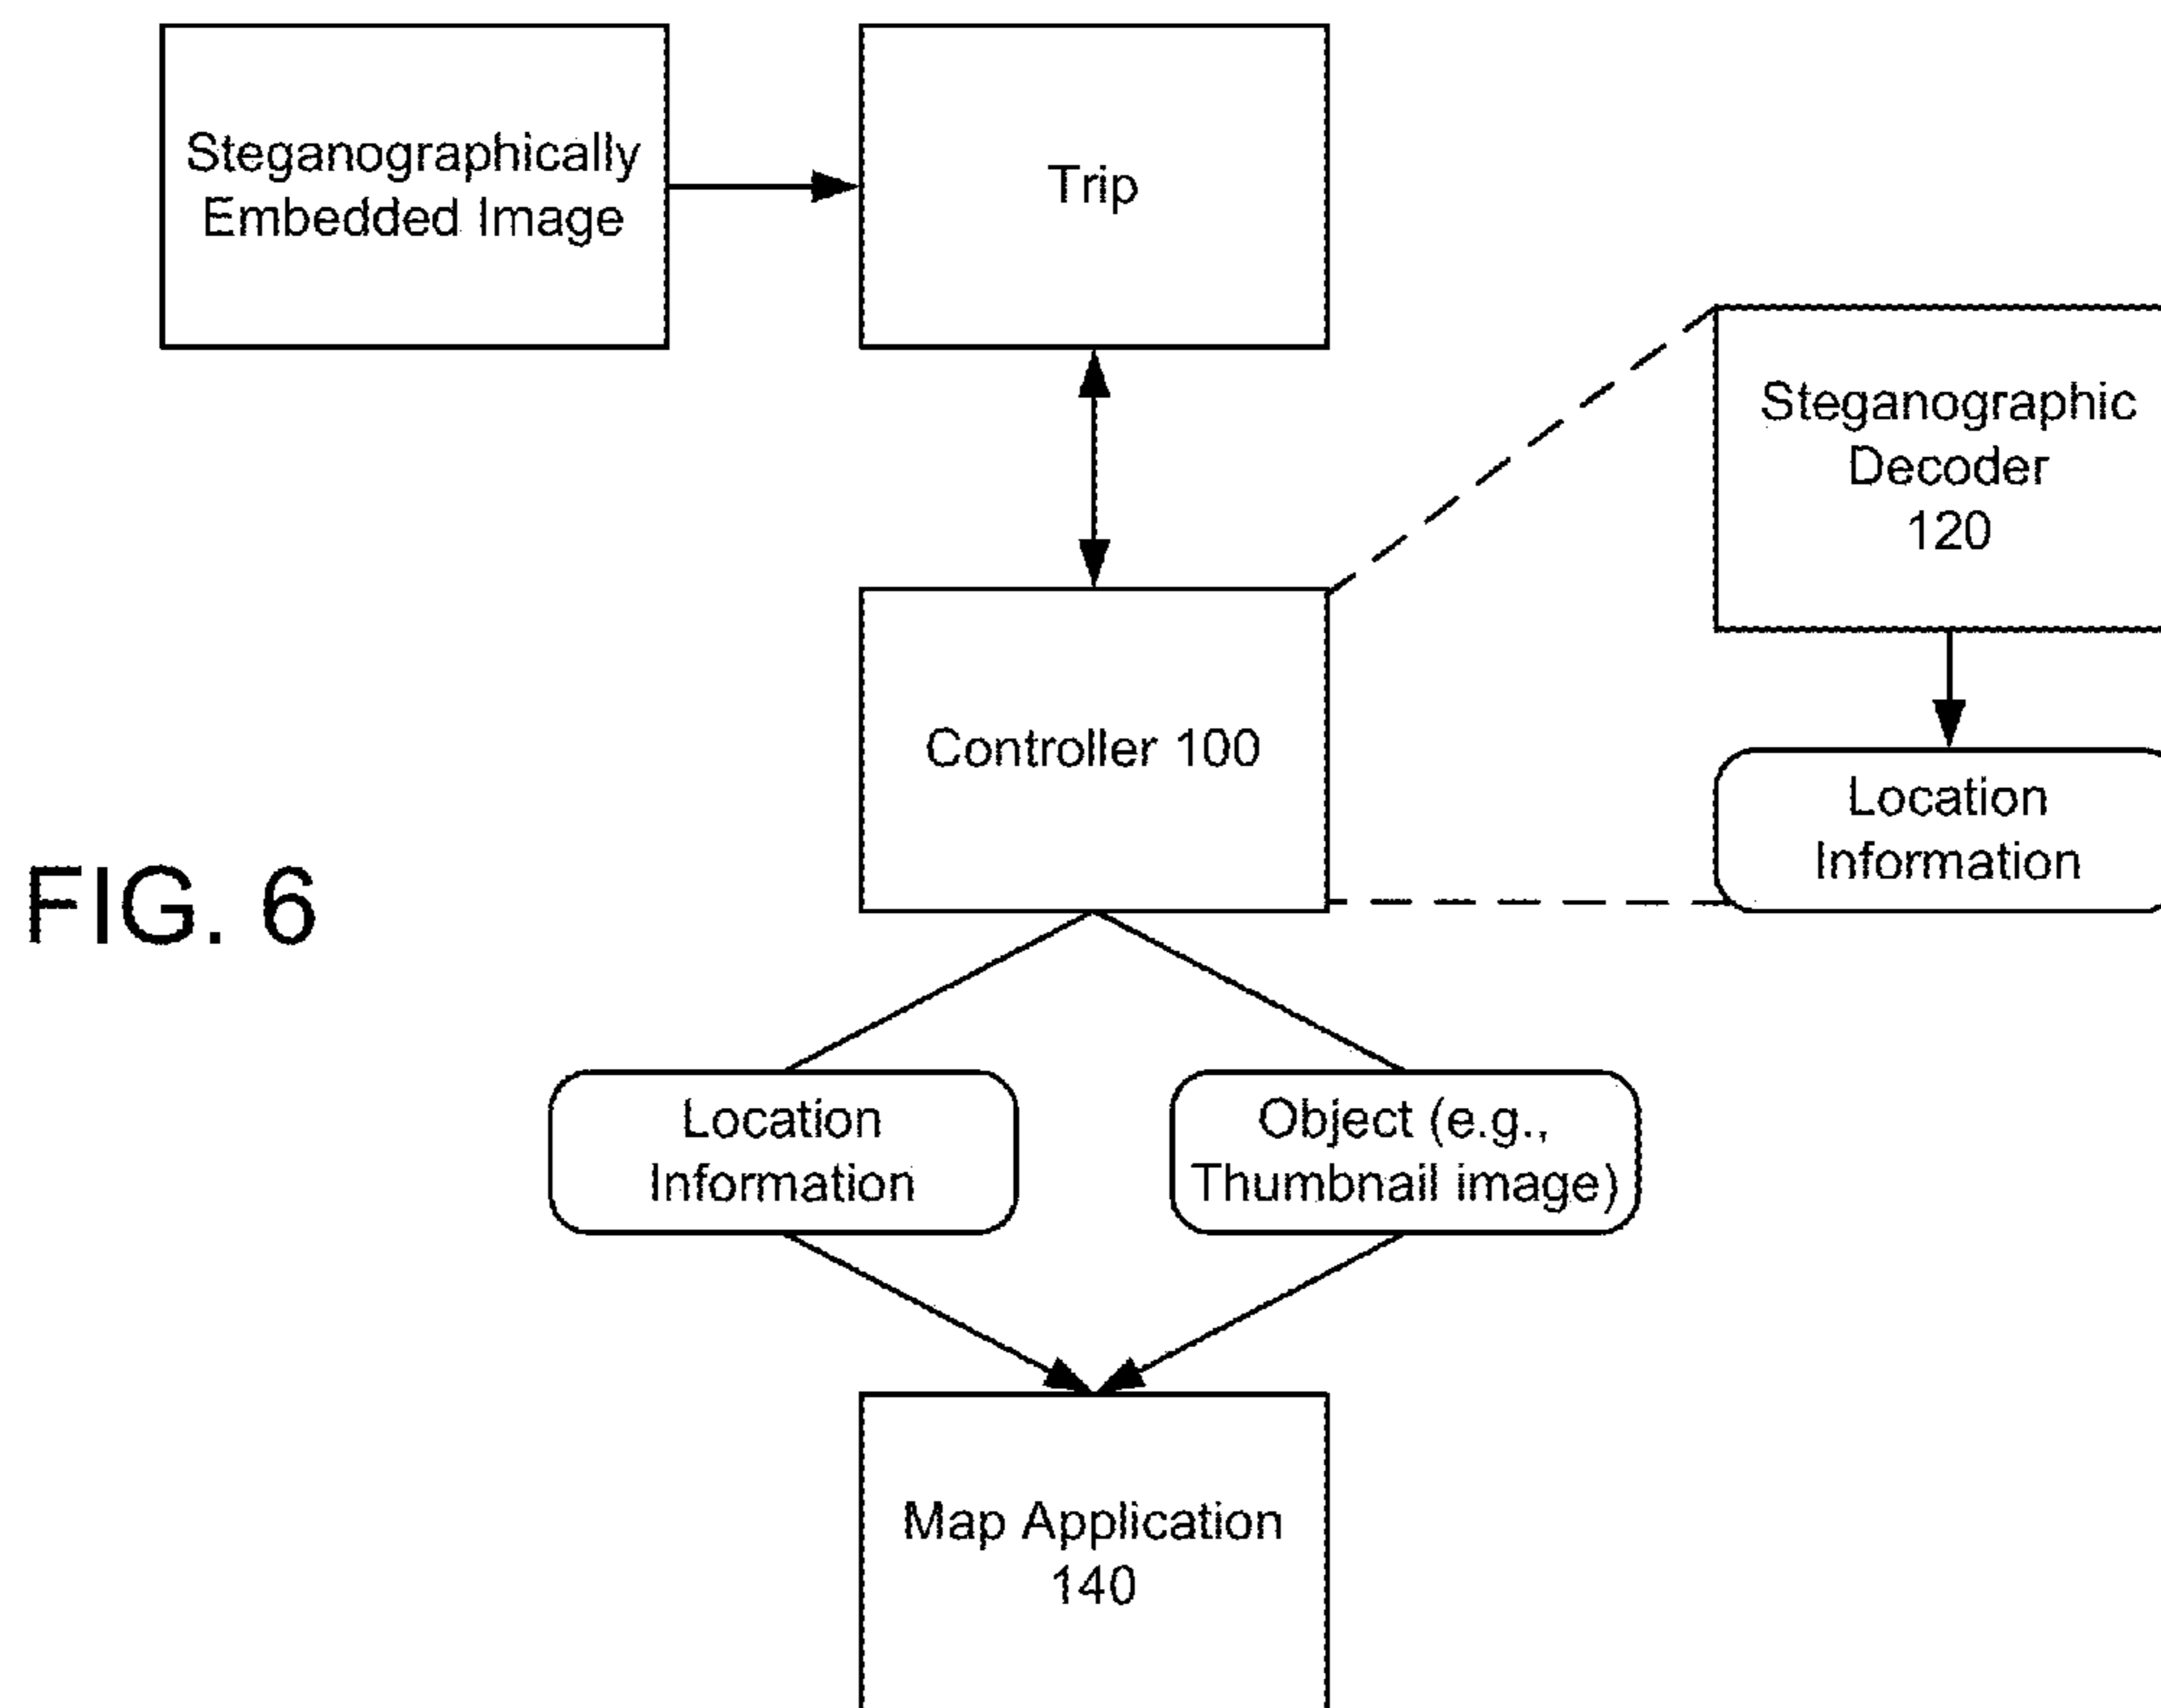 Steganographically
Embedded Image
Trip
Steganographic
Decoder
120
Controller 100
Location
Information
FIG. 6
Location
Information
Object (e.g.,
Thumbnail image)
Map Application
140